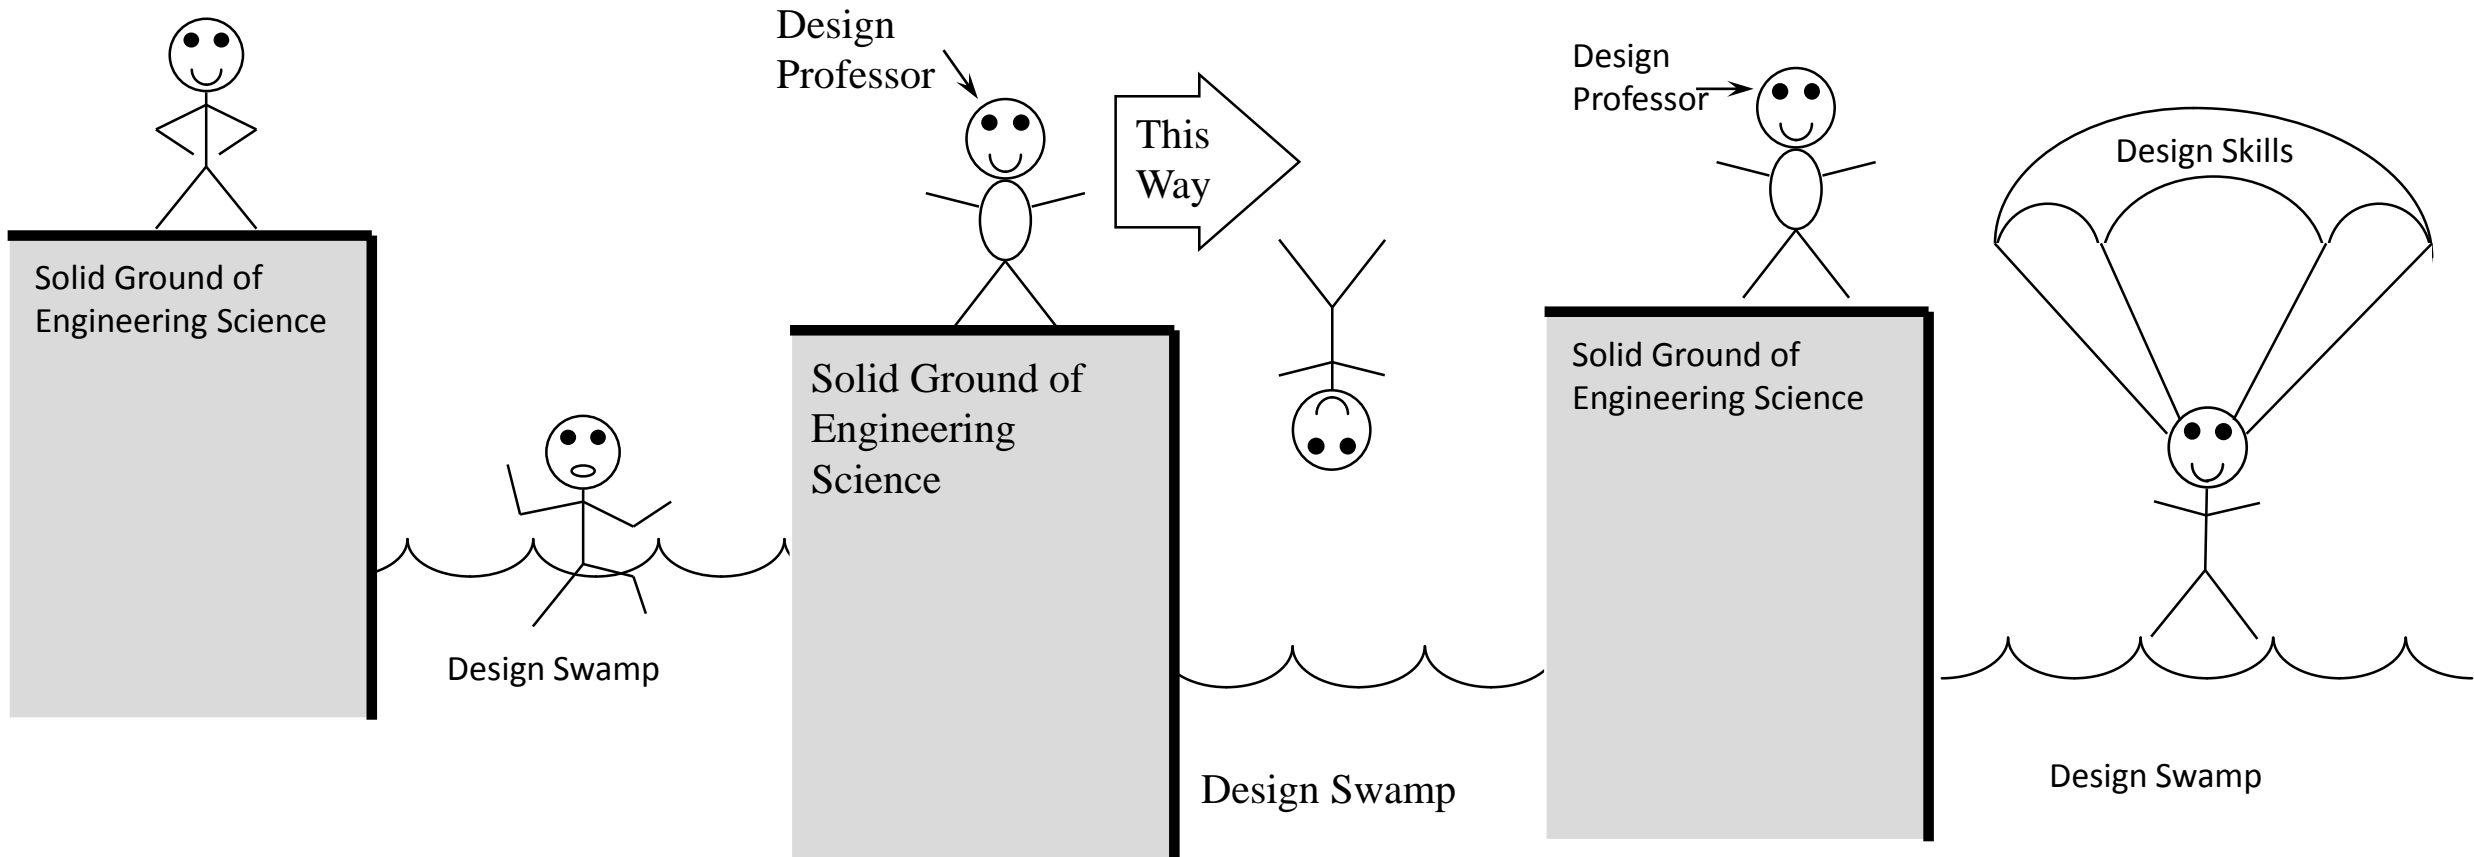 Solid Ground of
Engineering Science
Design Swamp
Design
Professor
This
Way
Solid Ground of
Engineering
Science
Design Swamp
Design
Professor
Design Skills
Solid Ground of
Engineering Science
Design Swamp